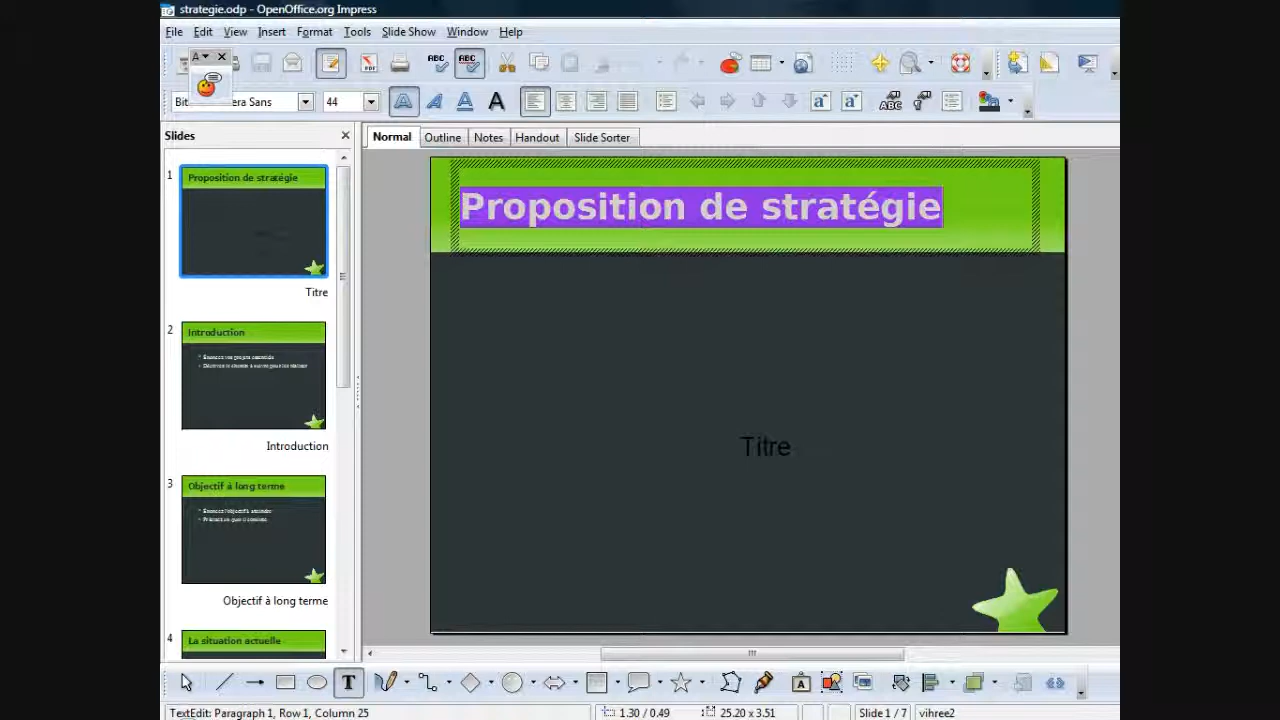 strategie.odp - OpenOffice.org Impress
File Edit View Insert Format Tools Slide Show Window Help
44
Slides
Normal Outline Notes Handout Slide Sorter
1
Proposition de stratégie
Titre
2
Introduction
Introduction
3
Objectif à long terme
Objectif à long terme
4
La situation actuelle
Proposition de stratégie
Titre
TextEdit: Paragraph 1, Row 1, Column 25
1.30 / 0.49
25.20 x 3.51
Slide 1 / 7
vihree2